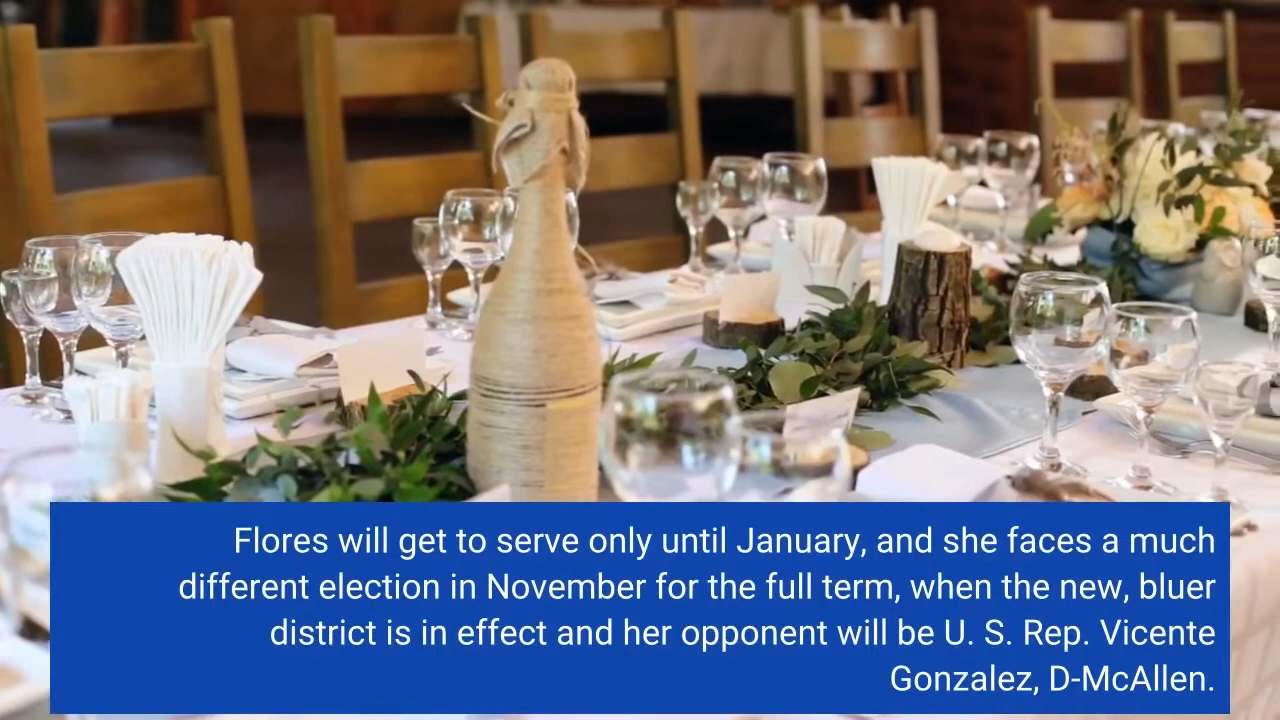 Flores will get to serve only until January, and she faces a much
different election in November for the full term, when the new, bluer
district is in effect and her opponent will be U. S. Rep. Vicente
Gonzalez, D-McAllen.